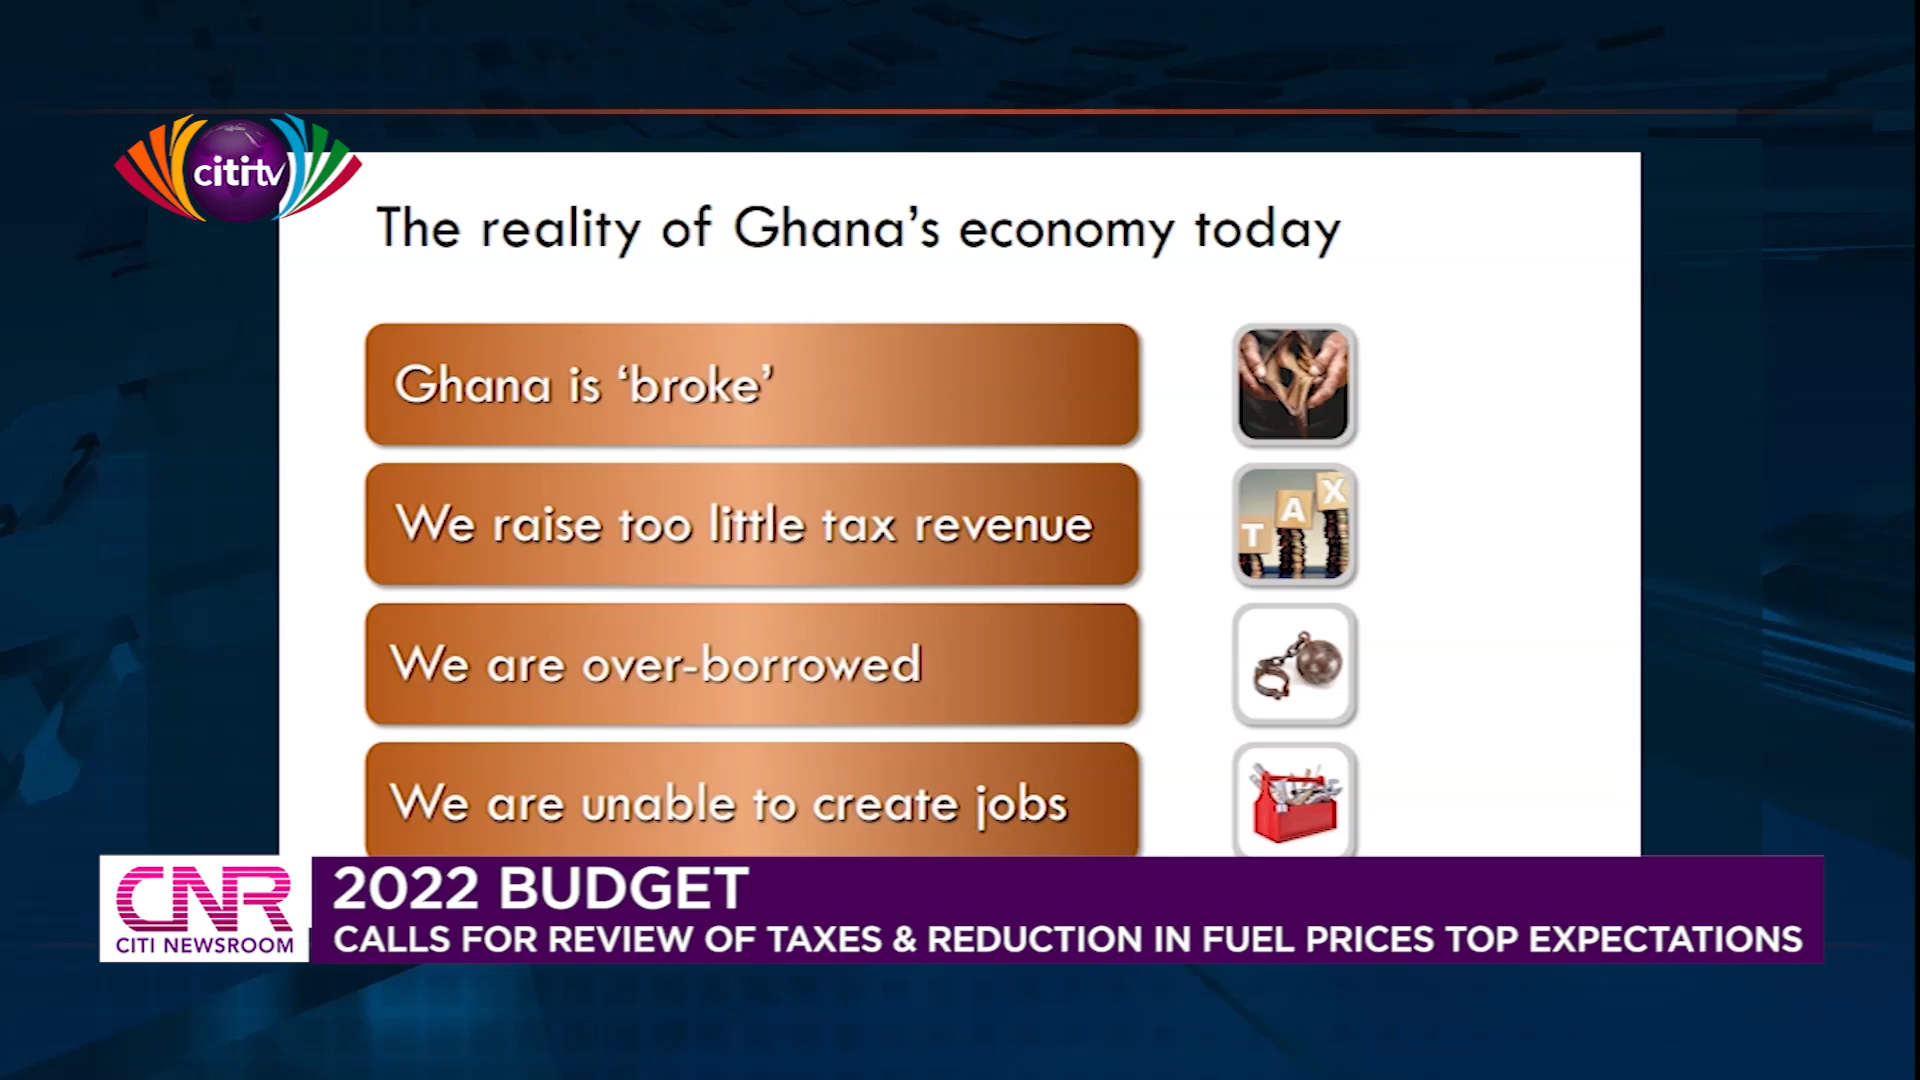 citi tv
The reality of Ghana’s economy today
Ghana is ‘broke’
We raise too little tax revenue
T A X
We are over-borrowed
We are unable to create jobs
CNR
CITI NEWSROOM
2022 BUDGET
CALLS FOR REVIEW OF TAXES & REDUCTION IN FUEL PRICES TOP EXPECTATIONS